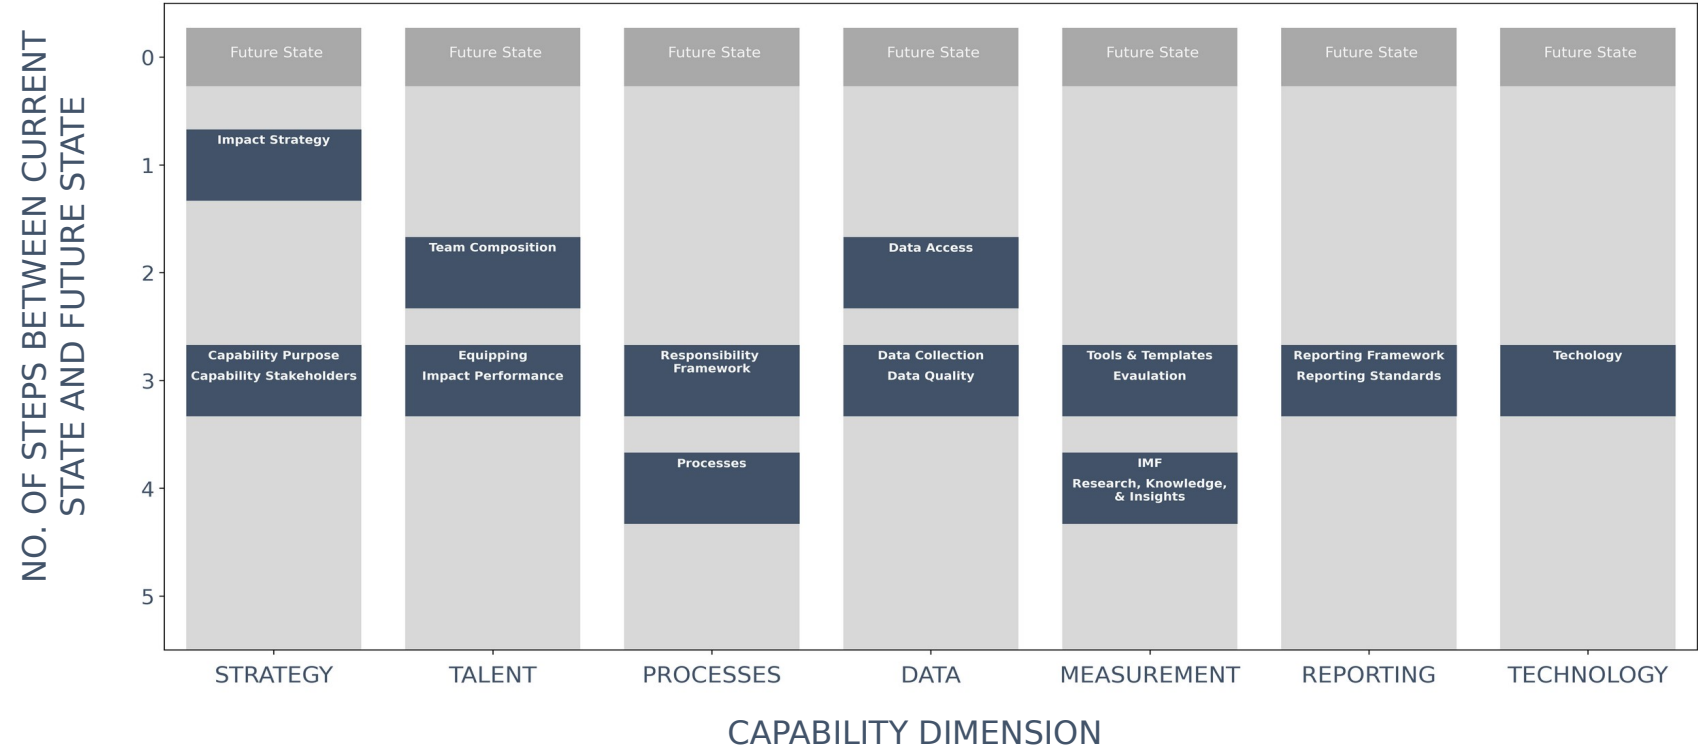 NO. OF STEPS BETWEEN CURRENT
STATE AND FUTURE STATE
0
1
2
3
4
5
Future State
Future State
Future State
Future State
Future State
Future State
Future State
Impact Strategy
Team Composition
Data Access
Capability Purpose
Capability Stakeholders
Equipping
Impact Performance
Responsibility
Framework
Data Collection
Data Quality
Tools & Templates
Evaulation
Reporting Framework
Reporting Standards
Techology
Processes
IMF
Research, Knowledge,
& Insights
STRATEGY
TALENT
PROCESSES
DATA
MEASUREMENT
REPORTING
TECHNOLOGY
CAPABILITY DIMENSION